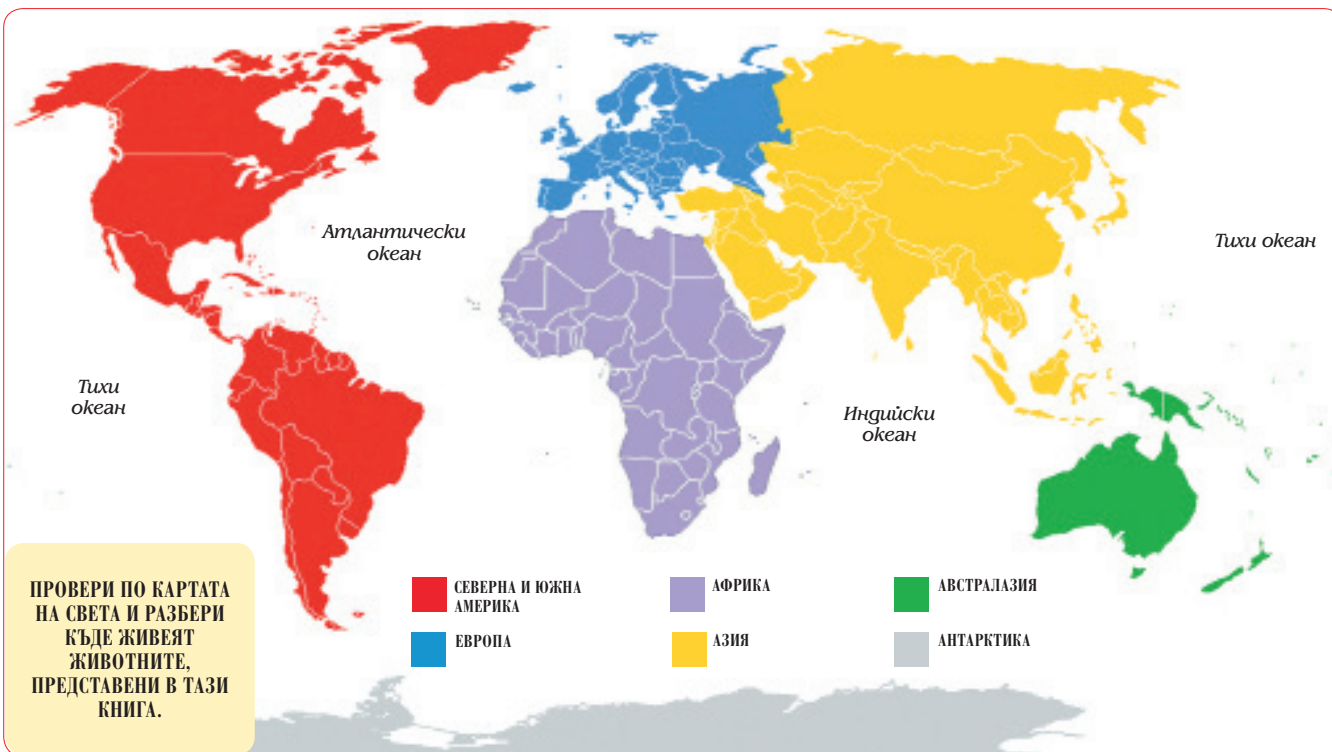 Атлантически
океан
Тихи океан
Тихи
океан
Индийски
океан
ПРОВЕРИ ПО КАРТАТА
НА СВЕТА И РАЗБЕРИ
КЪДЕ ЖИВЕЯТ
ЖИВОТНИТЕ,
ПРЕДСТАВЕНИ В ТАЗИ
КНИГА.
СЕВЕРНА И ЮЖНА
АМЕРИКА
АФРИКА
АВСТРАЛАЗИЯ
ЕВРОПА
АЗИЯ
АНТАРКТИКА